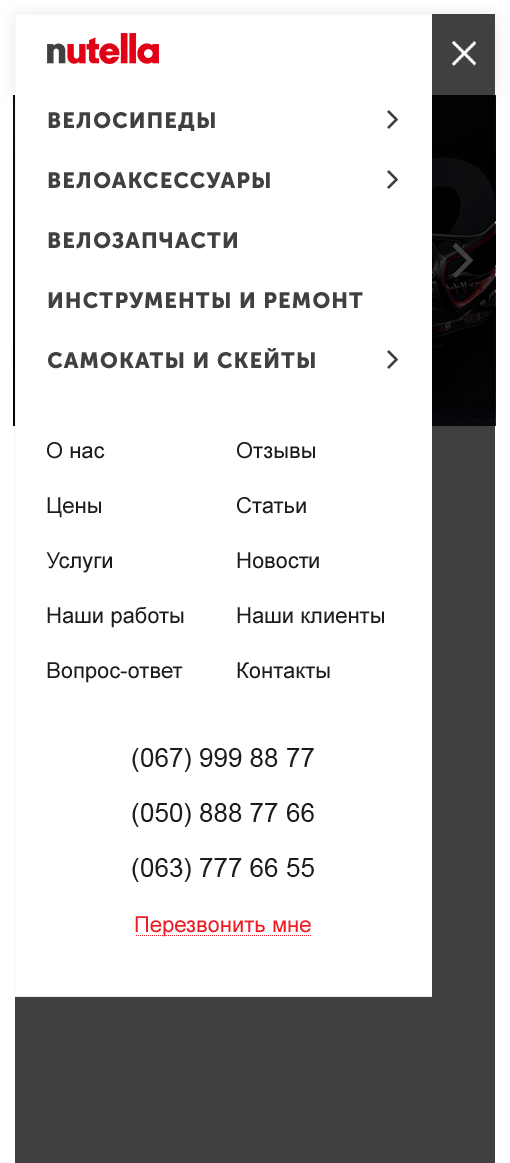 nutella
ВЕЛОСИПЕДЫ
ВЕЛОАКСЕССУАРЫ
ВЕЛОЗАПЧАСТИ
ИНСТРУМЕНТЫ И РЕМОНТ
САМОКАТЫ И СКЕЙТЫ
О нас Отзывы
Цены Статьи
Услуги Новости
Наши работы Наши клиенты
Вопрос-ответ Контакты
(067) 999 88 77
(050) 888 77 66
(063) 777 66 55
Перезвонить мне